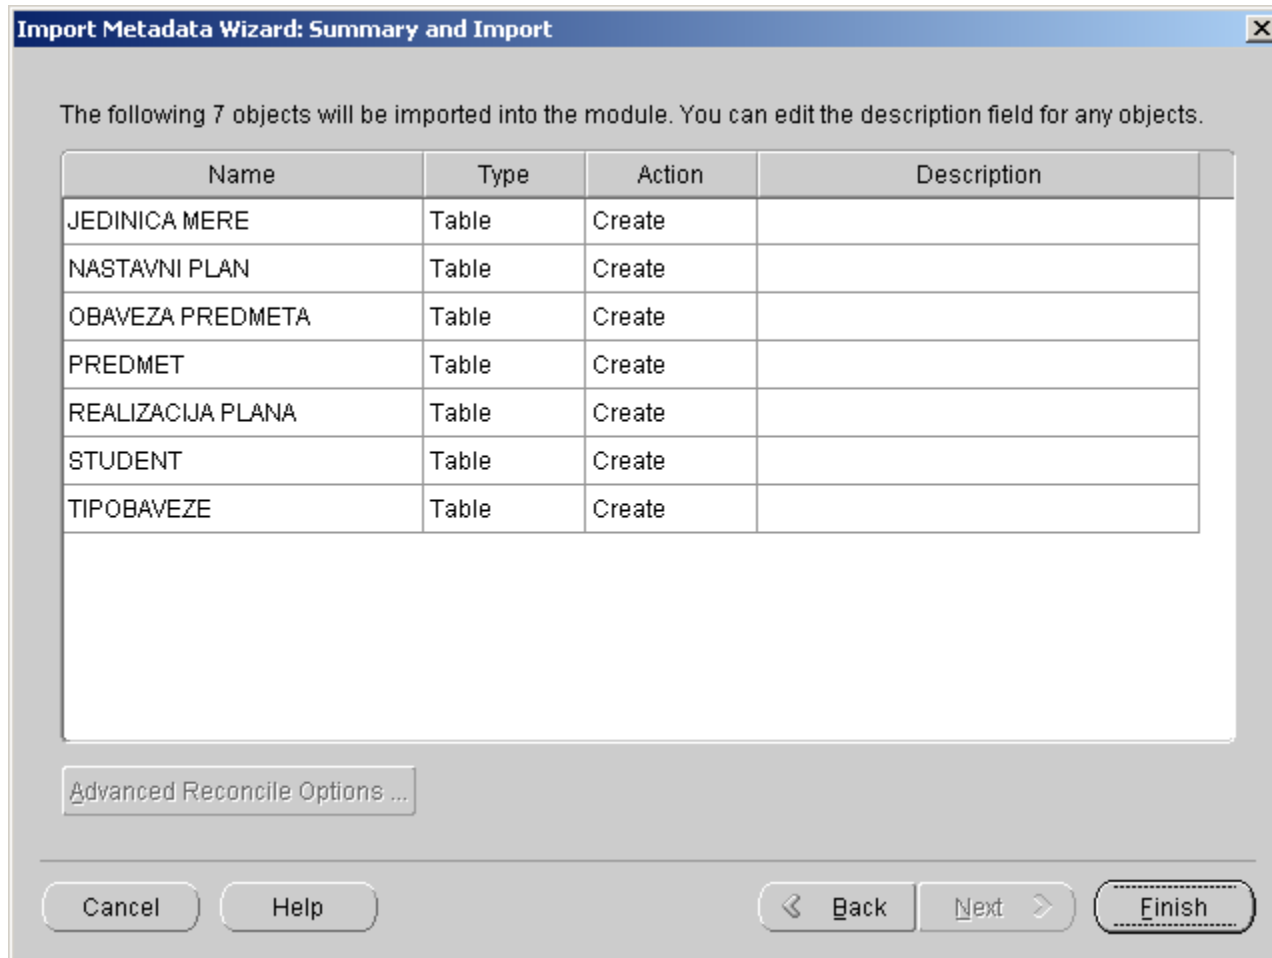 Import Metadata Wizard: Summary and Import
The following 7 objects will be imported into the module. You can edit the description field for any objects.
Name Type Action Description
JEDINICA MERE Table Create
NASTAVNI PLAN Table Create
OBAVEZA PREDMETA Table Create
PREDMET Table Create
REALIZACIJA PLANA Table Create
STUDENT Table Create
TIPOBAVEZE Table Create
Advanced Reconcile Options ...
Cancel Help Back Next Finish